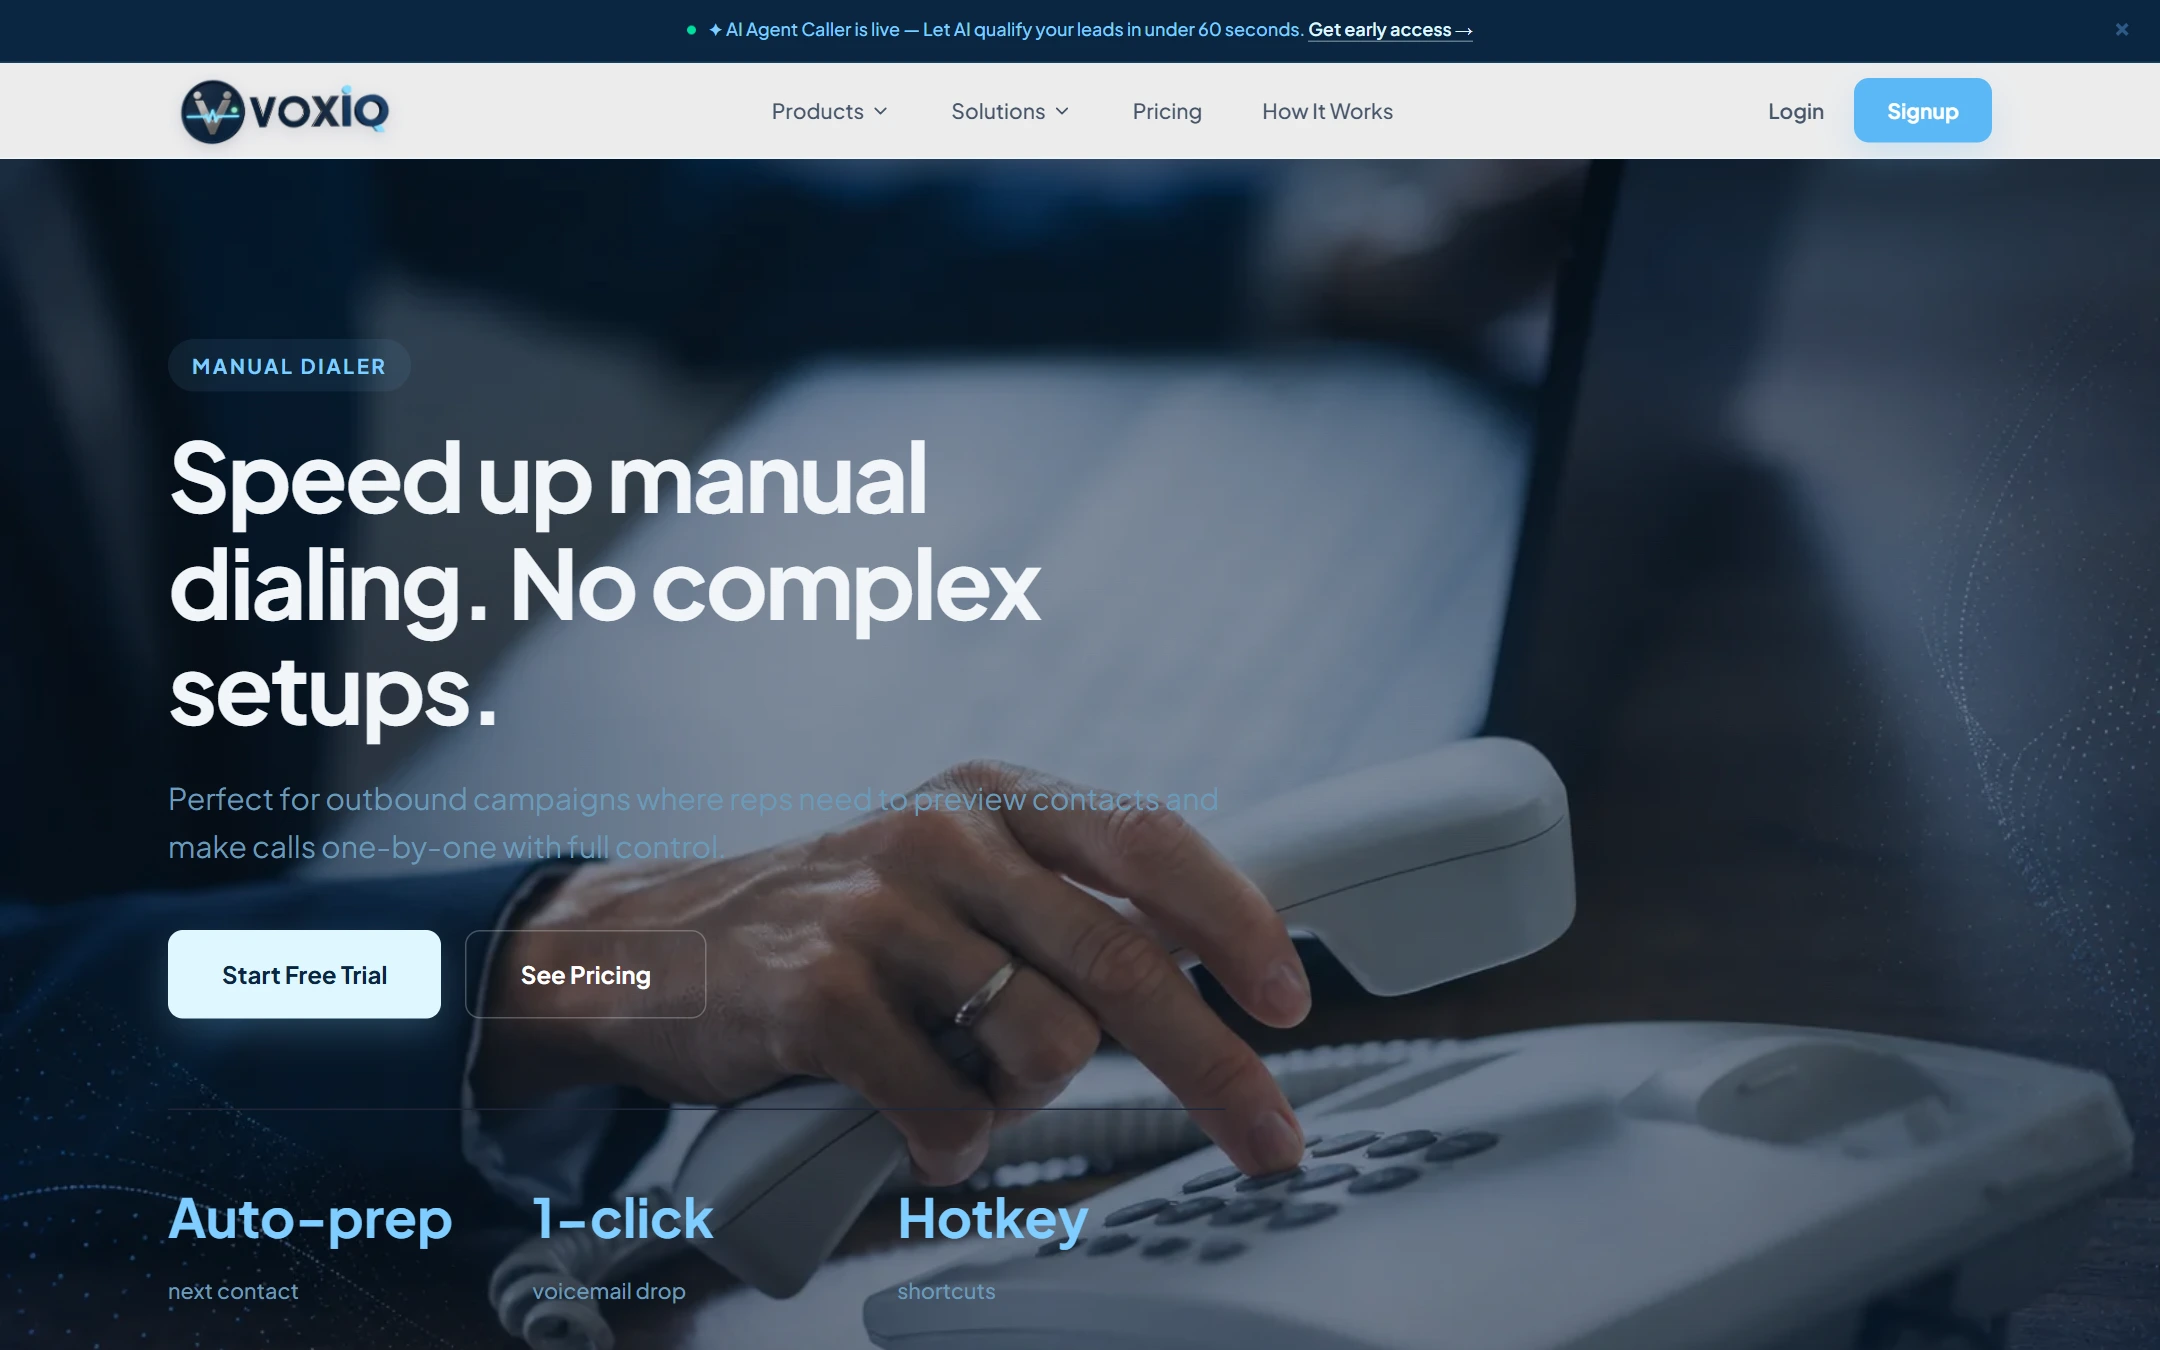 ✦ AI Agent Caller is live — Let AI qualify your leads in under 60 seconds. Get early access →
×
VOXIQ
Products
Solutions
Pricing
How It Works
Login
Signup
MANUAL DIALER
Speed up manual
dialing. No complex
setups.
Perfect for outbound campaigns where reps need to preview contacts and
make calls one-by-one with full control.
Start Free Trial
See Pricing
Auto-prep
next contact
1-click
voicemail drop
Hotkey
shortcuts